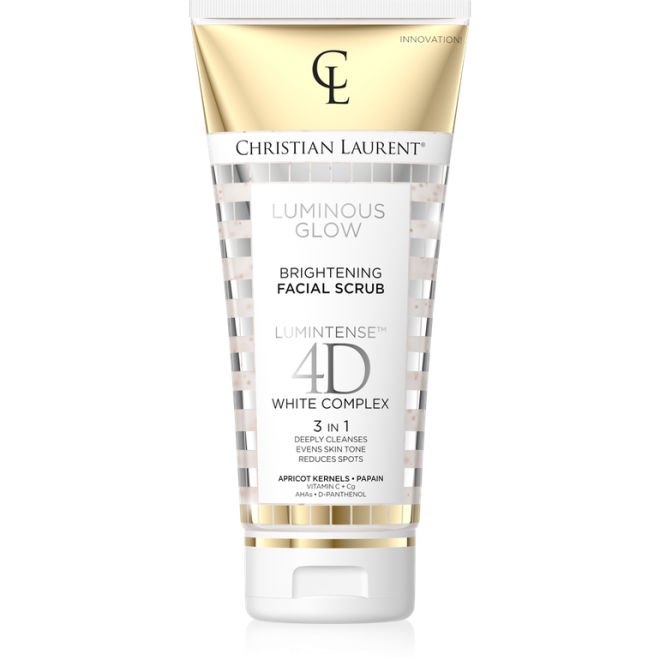 INNOVATION!
CL
CHRISTIAN LAURENT®
LUMINOUS
GLOW
BRIGHTENING
FACIAL SCRUB
LUMINTENSE™
4D
WHITE COMPLEX
3 IN 1
DEEPLY CLEANSES
EVENS SKIN TONE
REDUCES SPOTS
APRICOT KERNELS • PAPAIN
VITAMIN C + Cg
AHAs • D-PANTHENOL